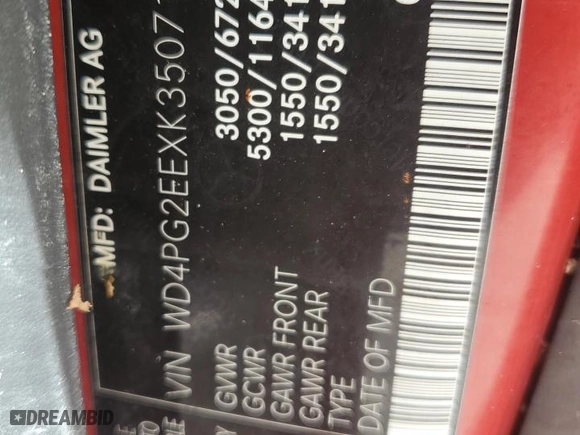 MFD: DAIMLER AG
VIN WD4PG2EEXK3507
GVWR 3050/672
GCWR 5300/1164
GAWR FRONT 1550/341
GAWR REAR 1550/341
TYPE
DATE OF MFD
DREAMBID